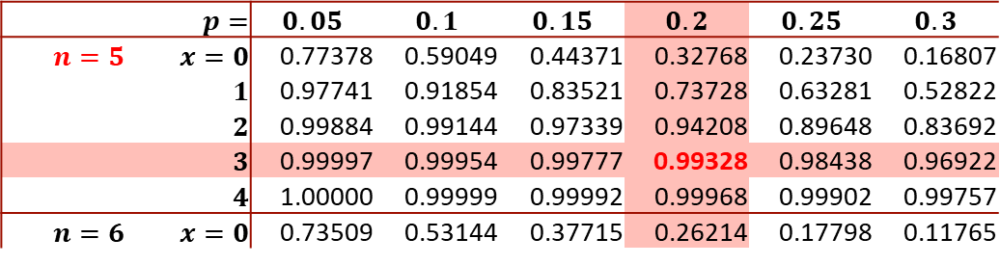 p = 0.05 0.1 0.15 0.2 0.25 0.3
n = 5 x = 0 0.77378 0.59049 0.44371 0.32768 0.23730 0.16807
1 0.97741 0.91854 0.83521 0.73728 0.63281 0.52822
2 0.99884 0.99144 0.97339 0.94208 0.89648 0.83692
3 0.99997 0.99954 0.99777 0.99328 0.98438 0.96922
4 1.00000 0.99999 0.99992 0.99968 0.99902 0.99757
n = 6 x = 0 0.73509 0.53144 0.37715 0.26214 0.17798 0.11765